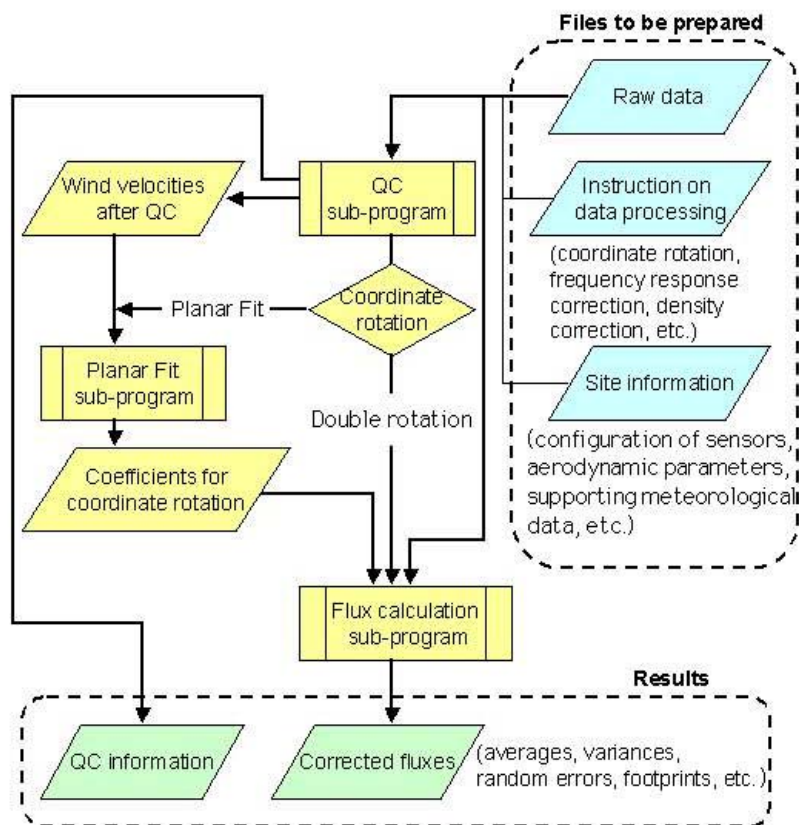 Files to be prepared
Raw data
Instruction on
data processing
(coordinate rotation,
frequency response
correction, density
correction, etc.)
Site information
(configuration of sensors,
aerodynamic parameters,
supporting meteorological
data, etc.)
QC
sub-program
Wind velocities
after QC
Coordinate
rotation
Planar Fit
Planar Fit
sub-program
Double rotation
Coefficients for
coordinate rotation
Flux calculation
sub-program
Results
QC information
Corrected fluxes
(averages, variances,
random errors, footprints, etc.)